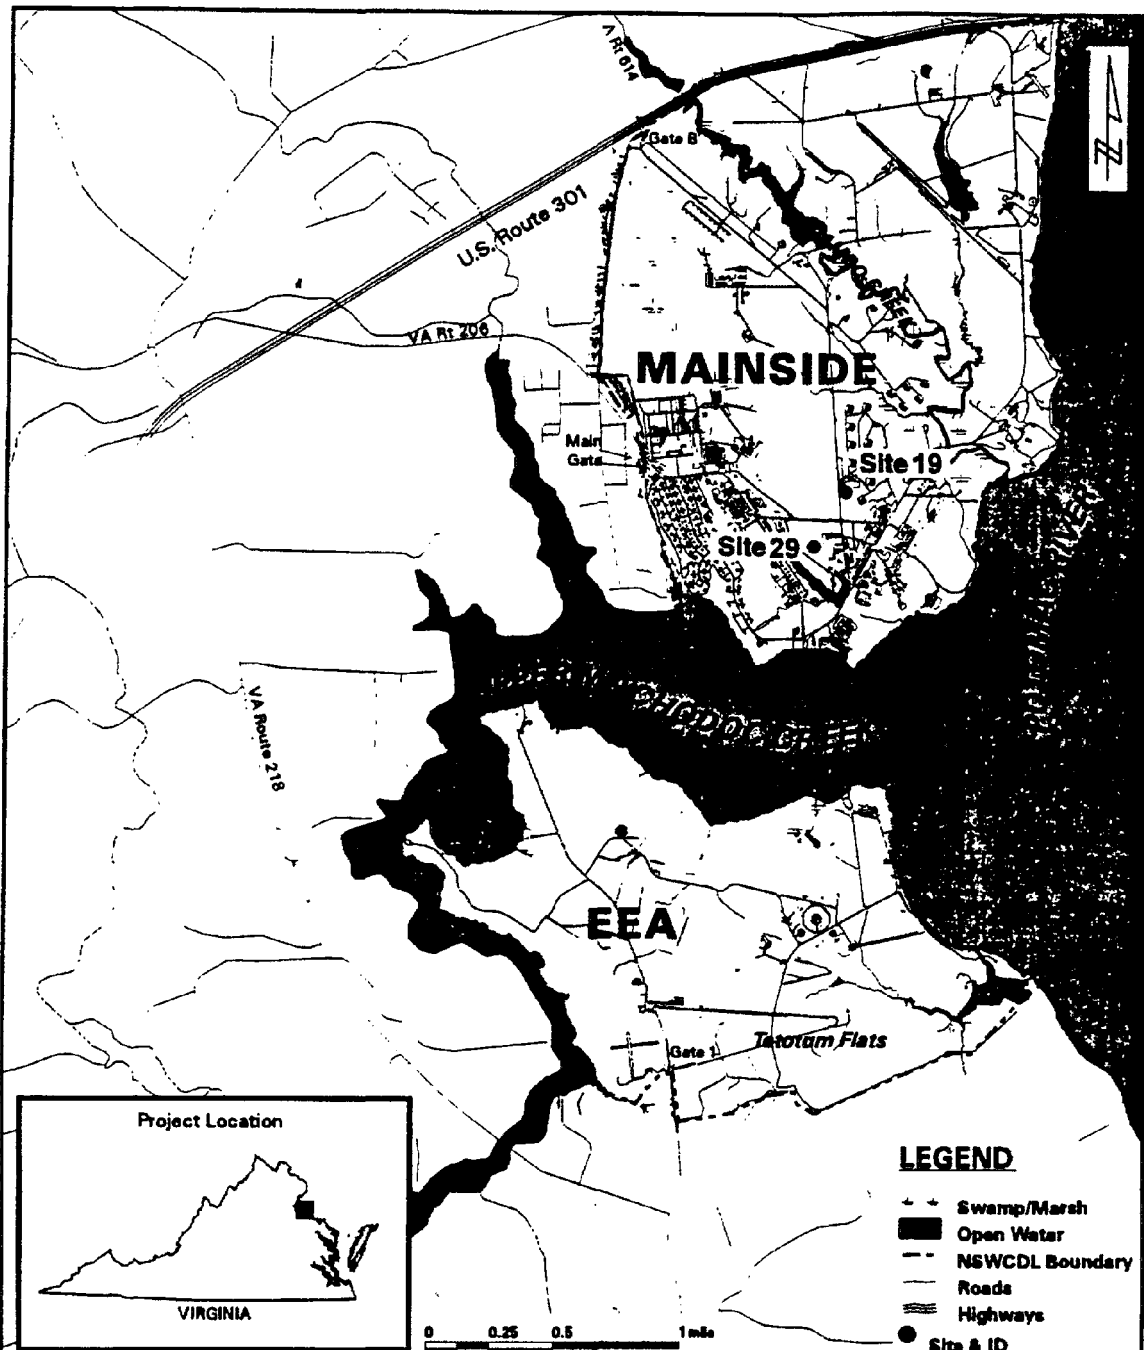 Gate B
U.S. Route 301
VA Rt 206
MAINSIDE
Main
Gate
Site 19
Site 29
VA Route 218
EEA
Gate 1
Tetotum Flats
Project Location
VIRGINIA
LEGEND
Swamp/Marsh
Open Water
NSWCDL Boundary
Roads
Highways
Site & ID
0 0.25 0.5 1 mile